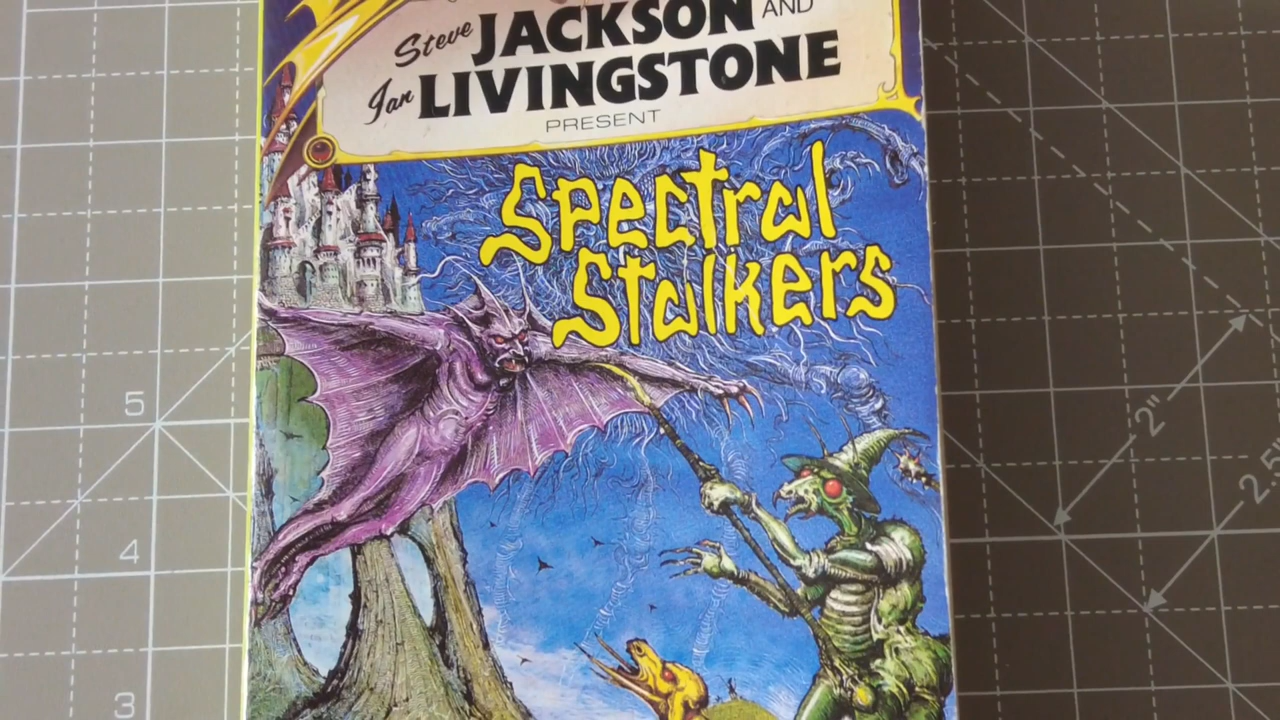 Steve JACKSON AND
Ian LIVINGSTONE
PRESENT
Spectral
Stalkers
5
4
3
2"
2.5"